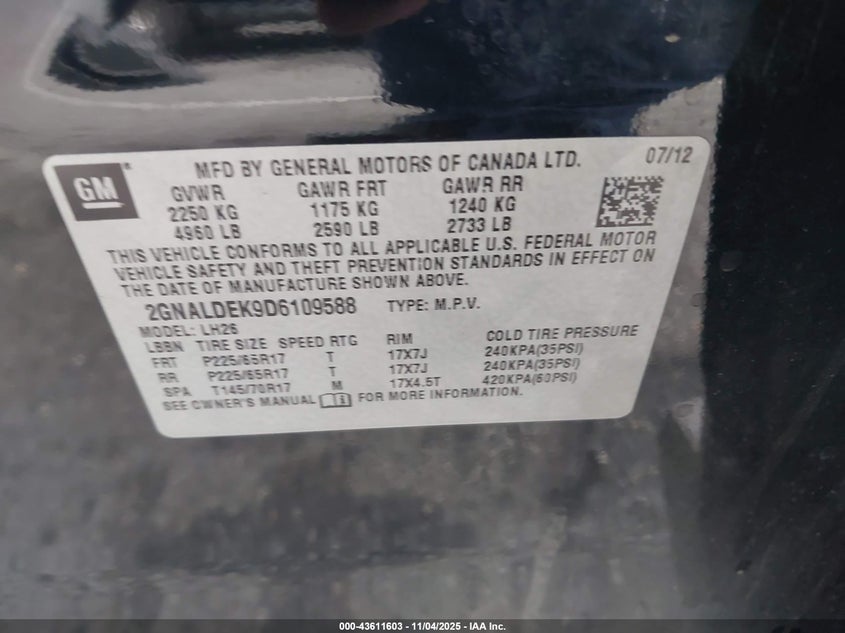 MFD BY GENERAL MOTORS OF CANADA LTD. 07/12
GM
GVWR GAWR FRT GAWR RR
2250 KG 1175 KG 1240 KG
4960 LB 2590 LB 2733 LB
THIS VEHICLE CONFORMS TO ALL APPLICABLE U.S. FEDERAL MOTOR
VEHICLE SAFETY AND THEFT PREVENTION STANDARDS IN EFFECT ON
THE DATE OF MANUFACTURE SHOWN ABOVE.
2GNALDEK9D6109588 TYPE: M.P.V.
MODEL: LH26
LBBN TIRE SIZE SPEED RTG RIM COLD TIRE PRESSURE
FRT P225/65R17 T 17X7J 240KPA(35PSI)
RR P225/65R17 T 17X7J 240KPA(35PSI)
SPA T145/70R17 M 17X4.5T 420KPA(60PSI)
SEE OWNER'S MANUAL FOR MORE INFORMATION.
000-43611603 - 11/04/2025 - IAA Inc.